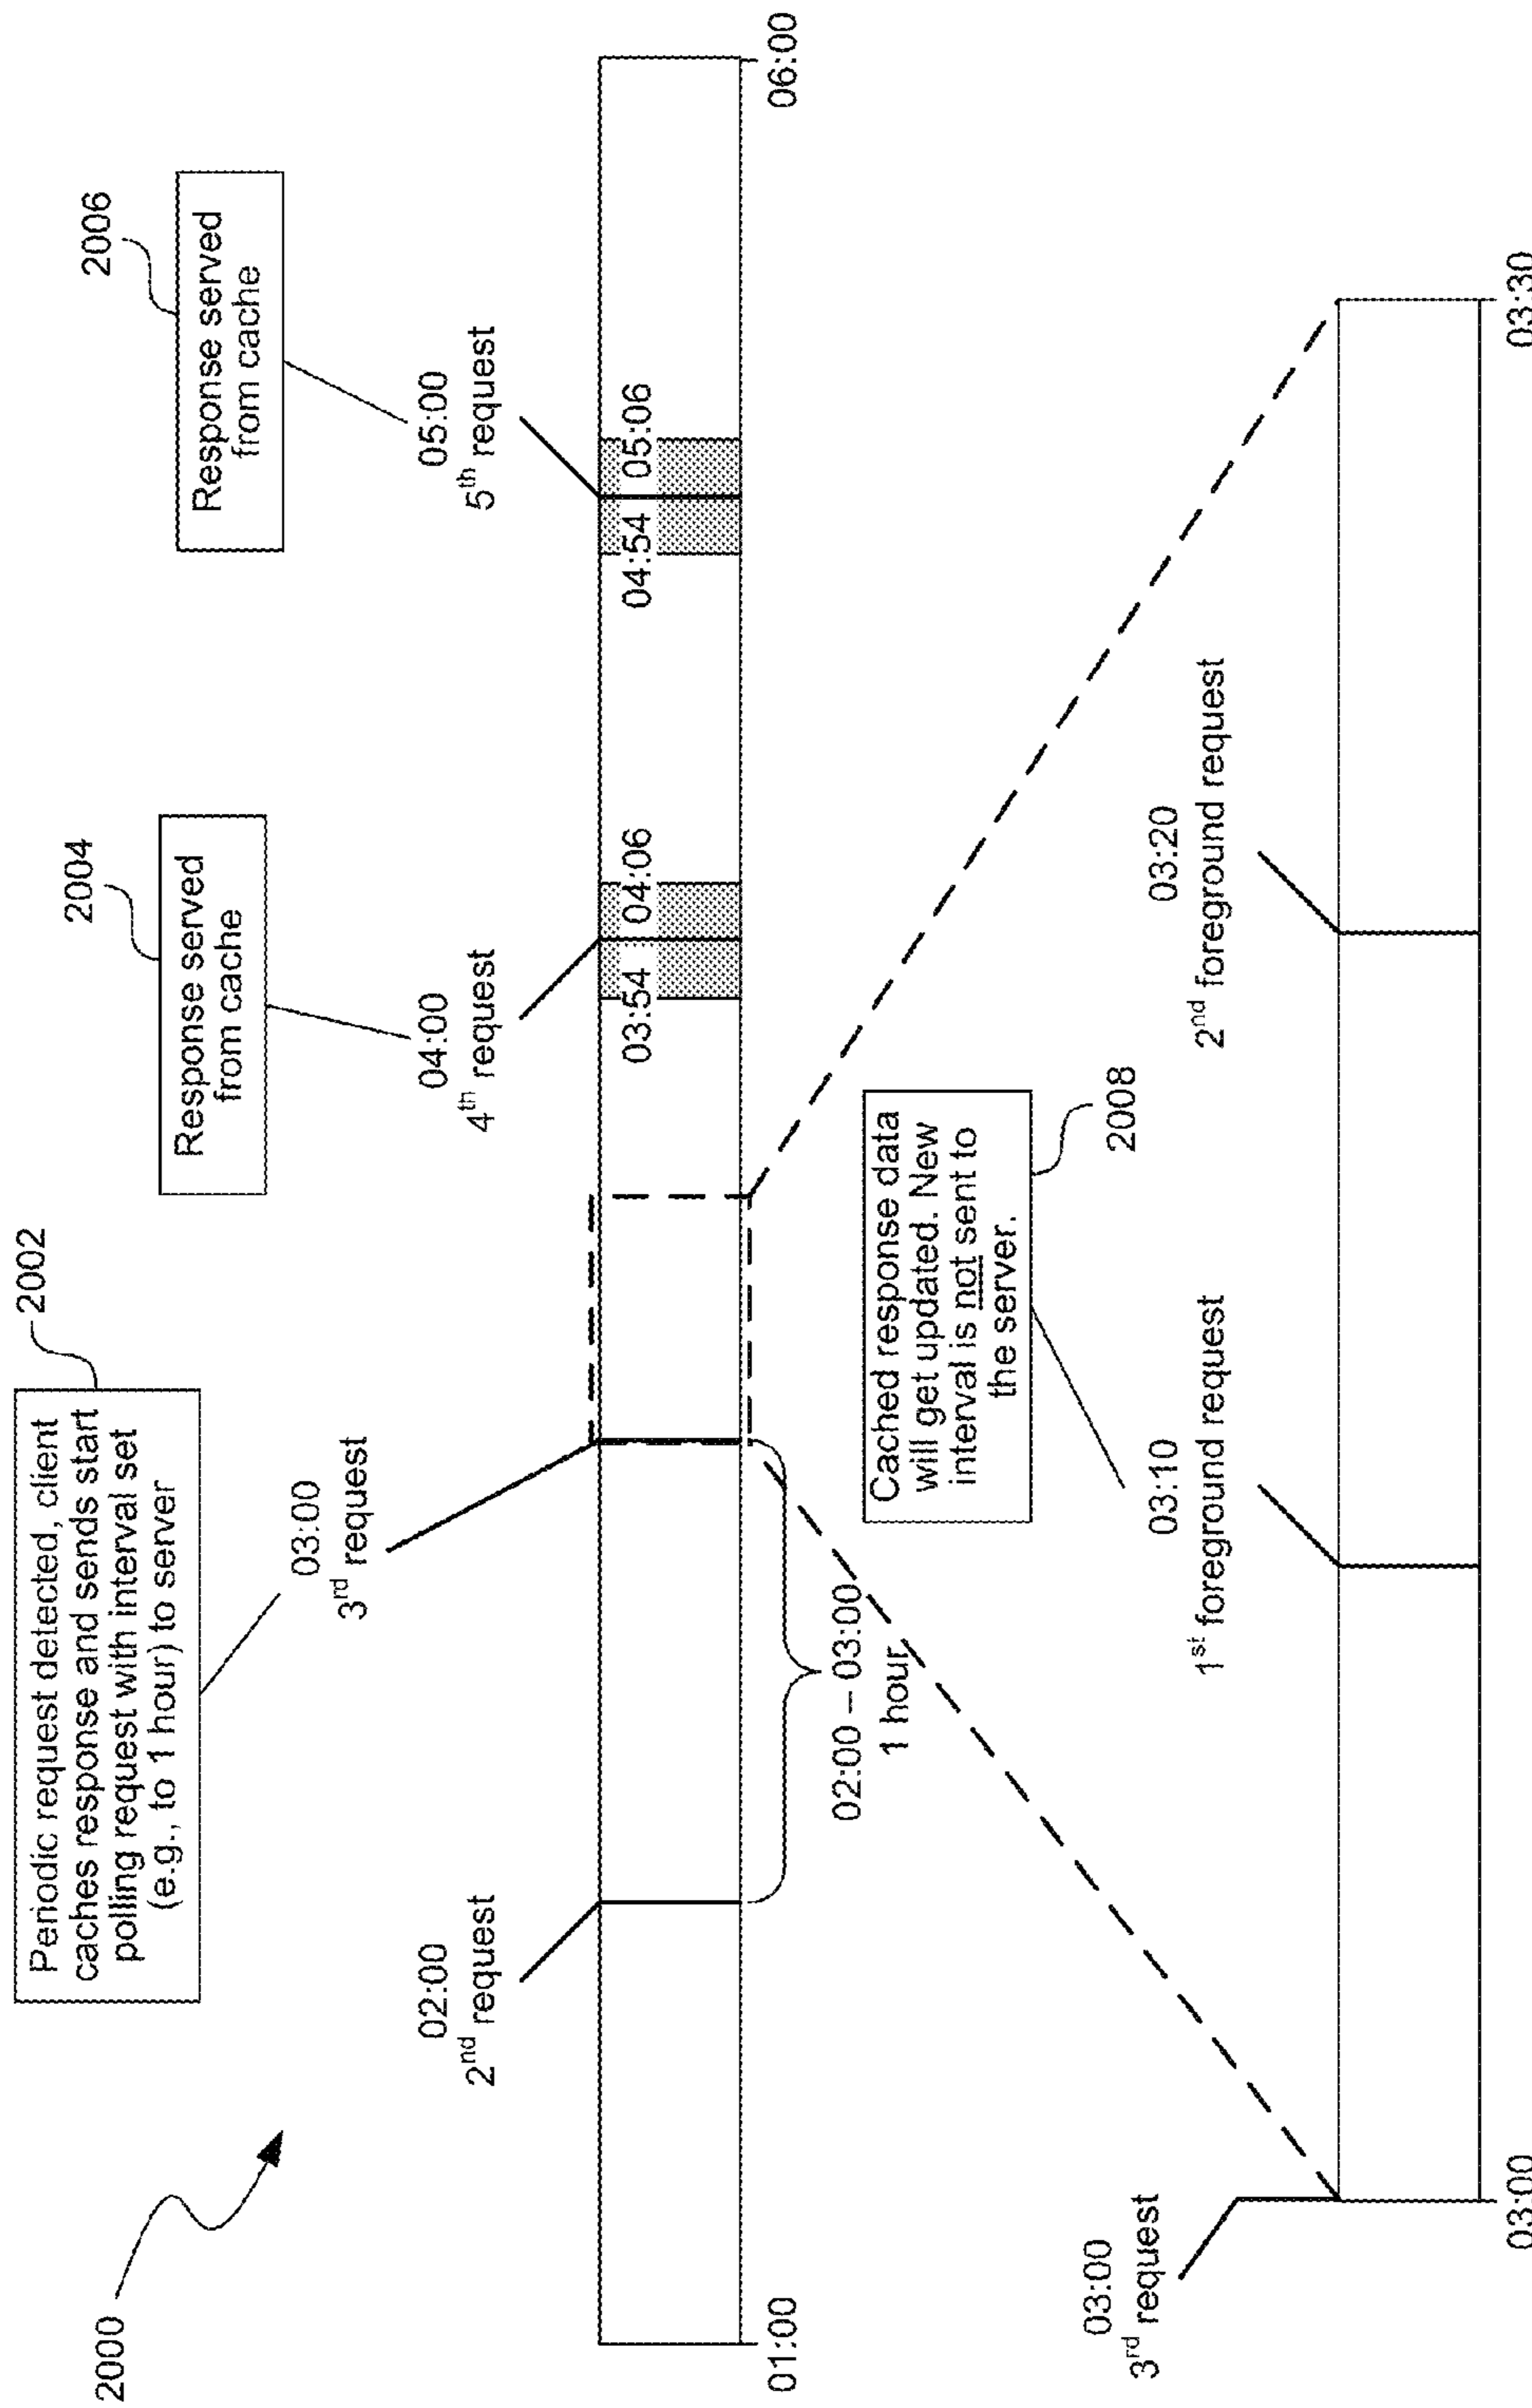 2000
Periodic request detected, client
caches response and sends start
polling request with interval set
(e.g., to 1 hour) to server
2002
Response served
from cache
2004
Response served
from cache
2006
02:00
2nd request
03:00
3rd request
04:00
4th request
05:00
5th request
03:54 04:06
04:54 05:06
01:00
06:00
02:00 – 03:00
1 hour
Cached response data
will get updated. New
interval is not sent to
the server.
2008
03:00
3rd request
03:10
1st foreground request
03:20
2nd foreground request
03:00
03:30